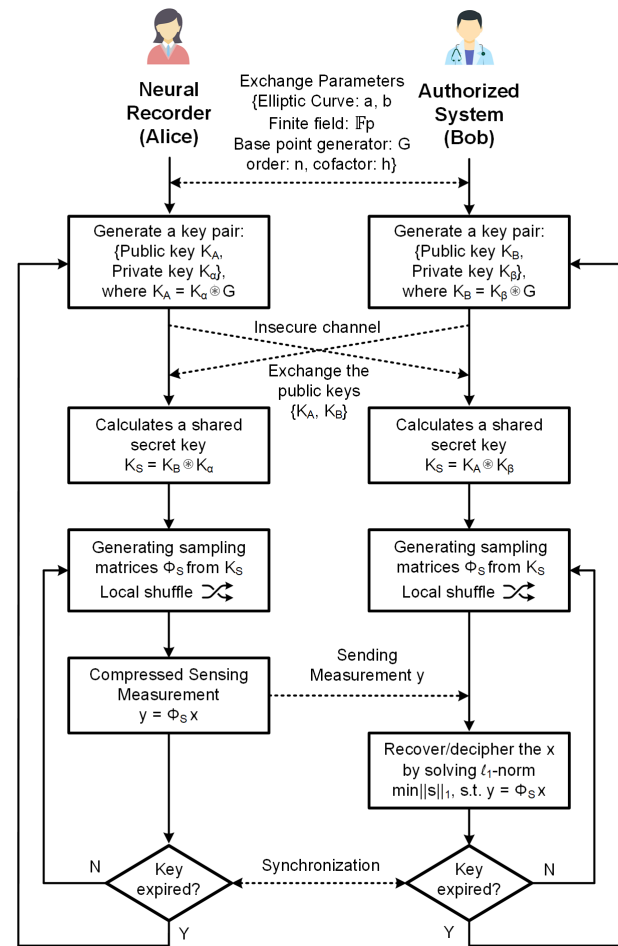 Neural
Recorder
(Alice)
Exchange Parameters
{Elliptic Curve: a, b
Finite field: 𝔽p
Base point generator: G
order: n, cofactor: h}
Authorized
System
(Bob)
Generate a key pair:
{Public key K_A,
Private key K_α},
where K_A = K_α ⊛ G
Generate a key pair:
{Public key K_B,
Private key K_β},
where K_B = K_β ⊛ G
Insecure channel
Exchange the
public keys
{K_A, K_B}
Calculates a shared
secret key
K_S = K_B ⊛ K_α
Calculates a shared
secret key
K_S = K_A ⊛ K_β
Generating sampling
matrices Φ_S from K_S
Local shuffle
Generating sampling
matrices Φ_S from K_S
Local shuffle
Compressed Sensing
Measurement
y = Φ_S x
Sending
Measurement y
Recover/decipher the x
by solving ℓ₁-norm
min||s||₁, s.t. y = Φ_S x
N
Key
expired?
Y
Synchronization
Key
expired?
N
Y